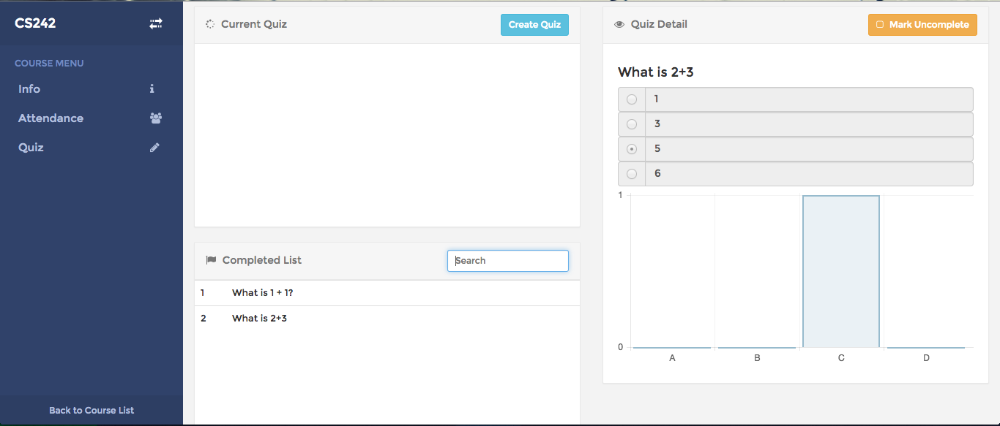 CS242
COURSE MENU
Info
Attendance
Quiz
Back to Course List
Current Quiz
Create Quiz
Completed List
Search
1 What is 1 + 1?
2 What is 2+3
Quiz Detail
Mark Uncomplete
What is 2+3
1
3
5
6
1
0
A B C D